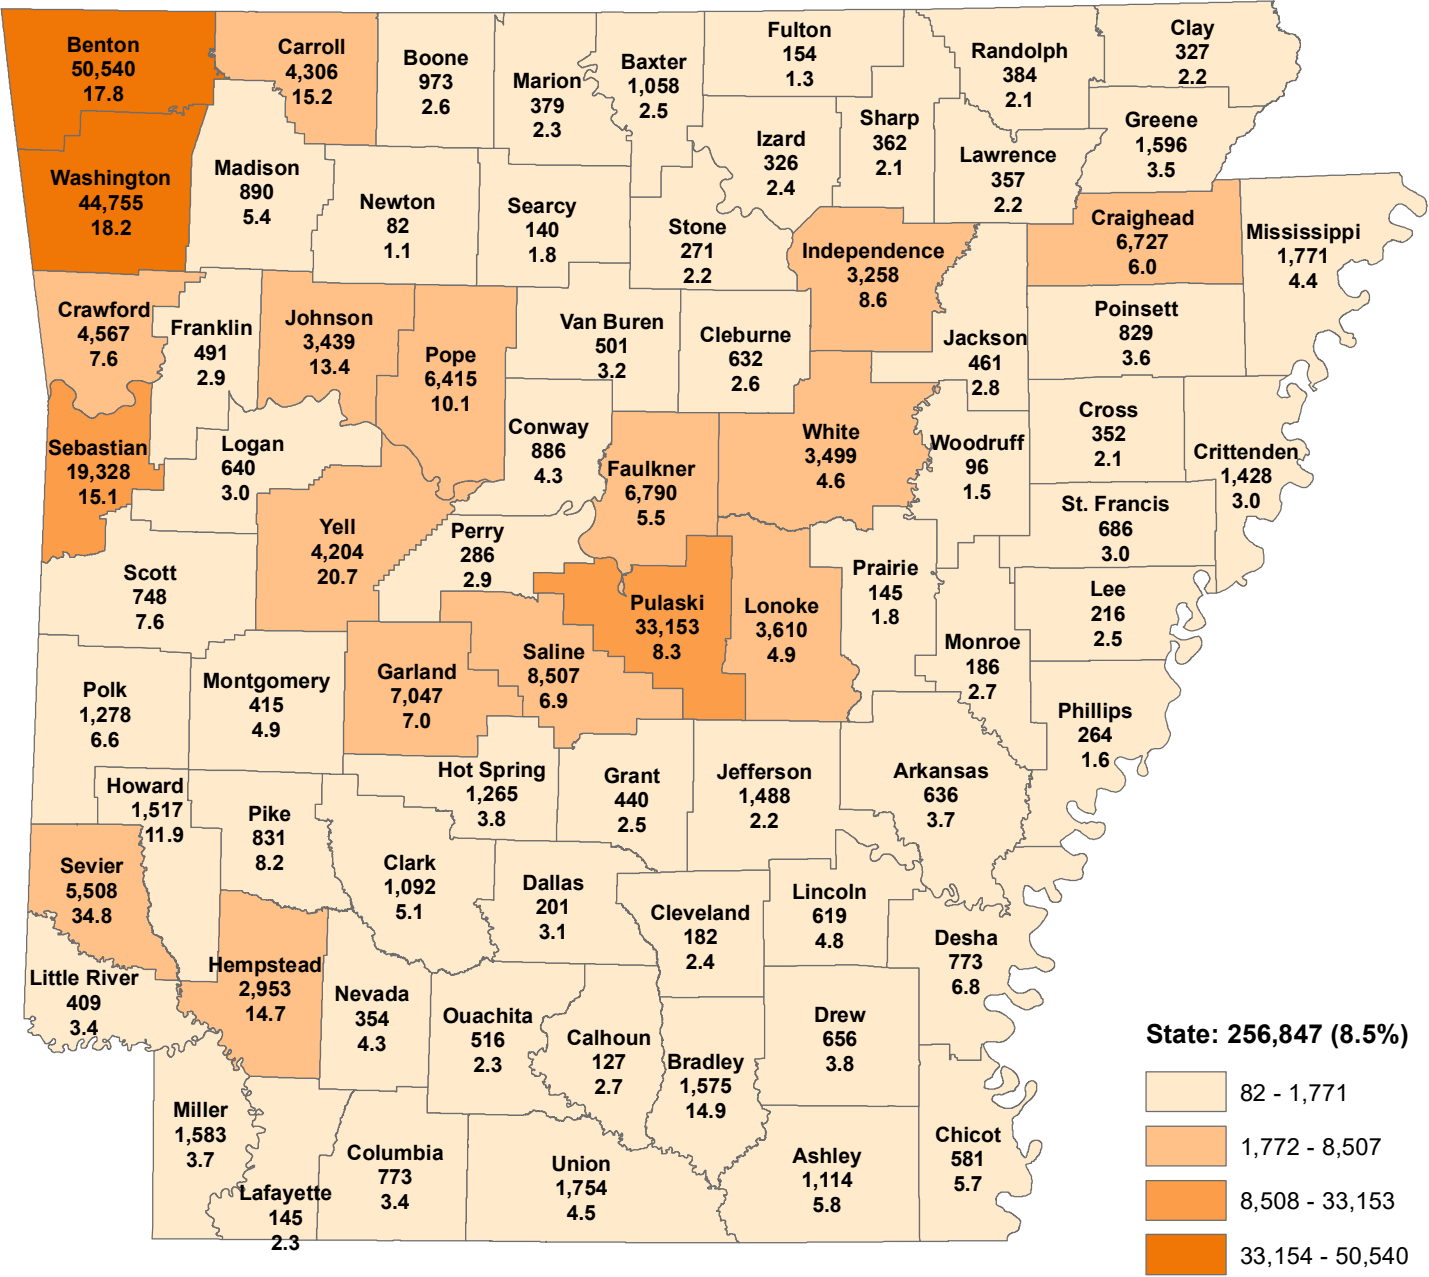 Benton
50,540
17.8
Carroll
4,306
15.2
Boone
973
2.6
Marion
379
2.3
Baxter
1,058
2.5
Fulton
154
1.3
Randolph
384
2.1
Clay
327
2.2
Washington
44,755
18.2
Madison
890
5.4
Newton
82
1.1
Searcy
140
1.8
Stone
271
2.2
Izard
326
2.4
Sharp
362
2.1
Lawrence
357
2.2
Greene
1,596
3.5
Independence
3,258
8.6
Craighead
6,727
6.0
Mississippi
1,771
4.4
Crawford
4,567
7.6
Franklin
491
2.9
Johnson
3,439
13.4
Pope
6,415
10.1
Van Buren
501
3.2
Cleburne
632
2.6
Jackson
461
2.8
Poinsett
829
3.6
Sebastian
19,328
15.1
Logan
640
3.0
Conway
886
4.3
Faulkner
6,790
5.5
White
3,499
4.6
Woodruff
96
1.5
Cross
352
2.1
Crittenden
1,428
3.0
St. Francis
686
3.0
Scott
748
7.6
Yell
4,204
20.7
Perry
286
2.9
Pulaski
33,153
8.3
Lonoke
3,610
4.9
Prairie
145
1.8
Monroe
186
2.7
Lee
216
2.5
Polk
1,278
6.6
Montgomery
415
4.9
Garland
7,047
7.0
Saline
8,507
6.9
Phillips
264
1.6
Howard
1,517
11.9
Pike
831
8.2
Hot Spring
1,265
3.8
Grant
440
2.5
Jefferson
1,488
2.2
Arkansas
636
3.7
Sevier
5,508
34.8
Clark
1,092
5.1
Dallas
201
3.1
Cleveland
182
2.4
Lincoln
619
4.8
Desha
773
6.8
Little River
409
3.4
Hempstead
2,953
14.7
Nevada
354
4.3
Ouachita
516
2.3
Calhoun
127
2.7
Bradley
1,575
14.9
Drew
656
3.8
Miller
1,583
3.7
Lafayette
145
2.3
Columbia
773
3.4
Union
1,754
4.5
Ashley
1,114
5.8
Chicot
581
5.7
State: 256,847 (8.5%)
82 - 1,771
1,772 - 8,507
8,508 - 33,153
33,154 - 50,540